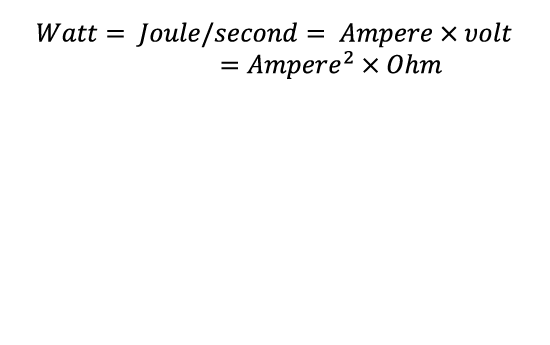 Watt = Joule/second = Ampere × volt
= Ampere² × Ohm